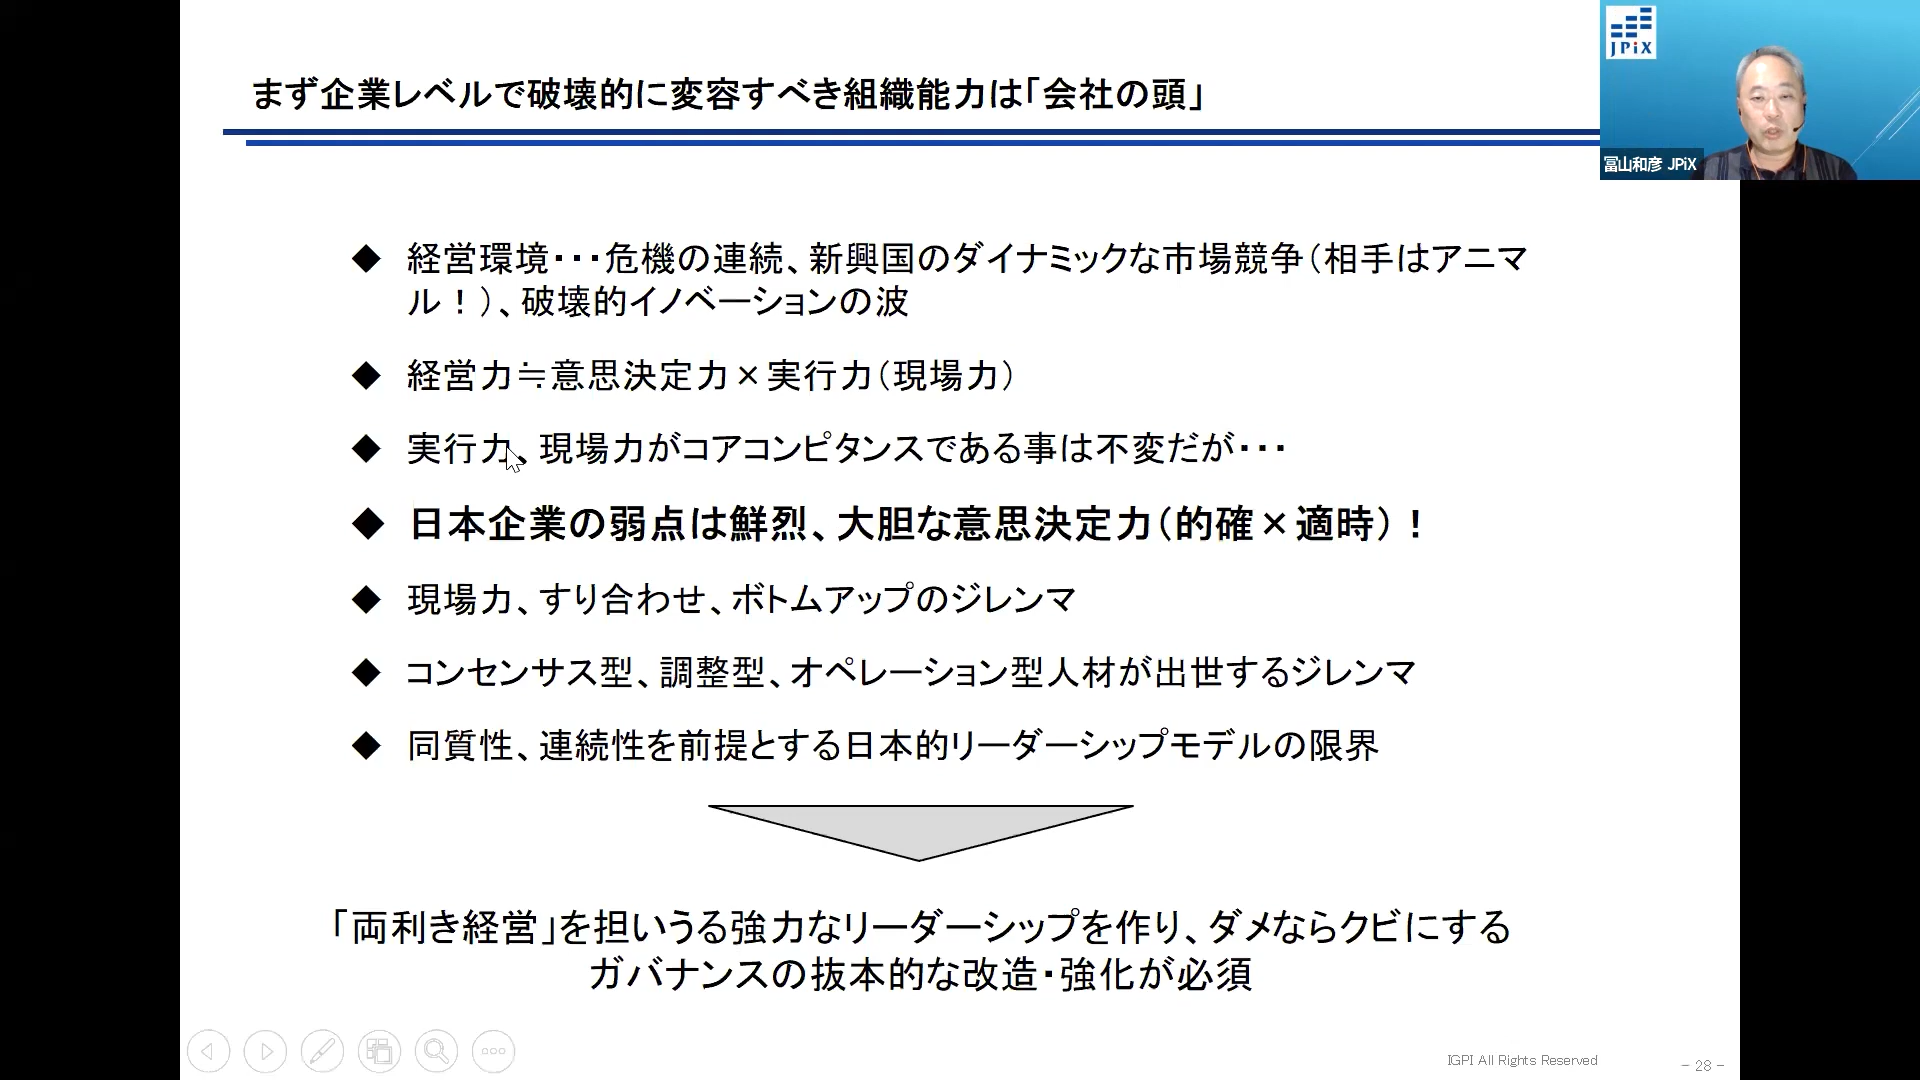 まず企業レベルで破壊的に変容すべき組織能力は「会社の頭」
JPiX
冨山和彦 JPiX
◆ 経営環境・・・危機の連続、新興国のダイナミックな市場競争（相手はアニマ
ル！）、破壊的イノベーションの波
◆ 経営力≒意思決定力×実行力（現場力）
◆ 実行力、現場力がコアコンピタンスである事は不変だが・・・
◆ 日本企業の弱点は鮮烈、大胆な意思決定力（的確×適時）！
◆ 現場力、すり合わせ、ボトムアップのジレンマ
◆ コンセンサス型、調整型、オペレーション型人材が出世するジレンマ
◆ 同質性、連続性を前提とする日本的リーダーシップモデルの限界
「両利き経営」を担いうる強力なリーダーシップを作り、ダメならクビにする
ガバナンスの抜本的な改造・強化が必須
IGPI All Rights Reserved
- 28 -